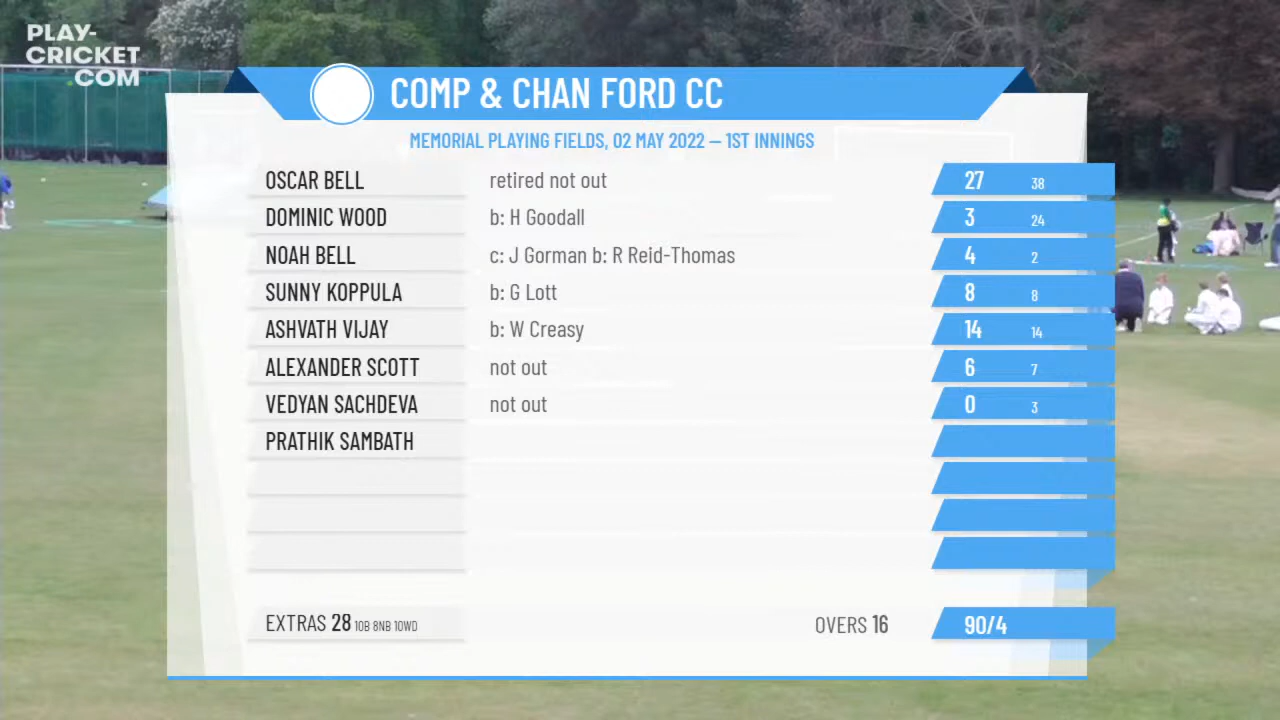 PLAY-
CRICKET
.COM
COMP & CHAN FORD CC
MEMORIAL PLAYING FIELDS, 02 MAY 2022 – 1ST INNINGS
OSCAR BELL retired not out 27 38
DOMINIC WOOD b: H Goodall 3 24
NOAH BELL c: J Gorman b: R Reid-Thomas 4 2
SUNNY KOPPULA b: G Lott 8 8
ASHVATH VIJAY b: W Creasy 14 14
ALEXANDER SCOTT not out 6 7
VEDYAN SACHDEVA not out 0 3
PRATHIK SAMBATH
EXTRAS 28 10B 8NB 10WD OVERS 16 90/4